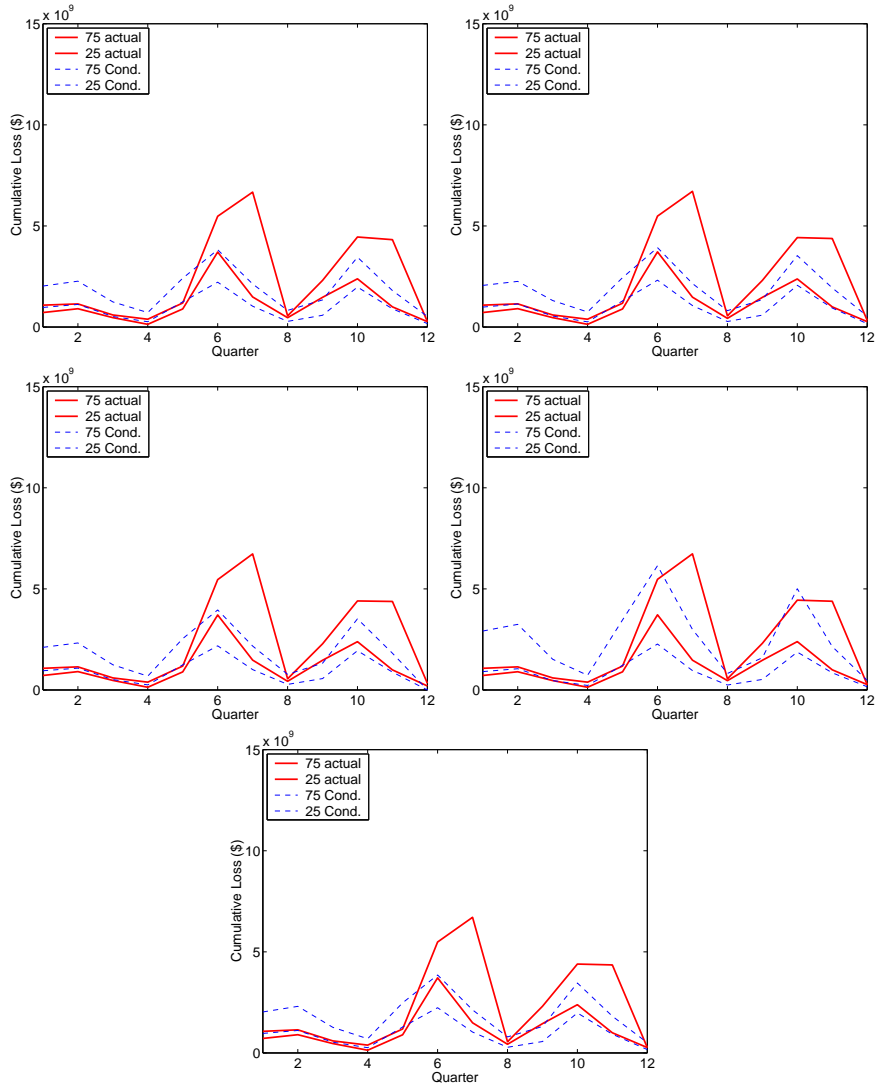 x 10^9
15
10
5
0
75 actual
25 actual
75 Cond.
25 Cond.
Cumulative Loss ($)
2 4 6 8 10 12
Quarter
x 10^9
15
10
5
0
75 actual
25 actual
75 Cond.
25 Cond.
Cumulative Loss ($)
2 4 6 8 10 12
Quarter
x 10^9
15
10
5
0
75 actual
25 actual
75 Cond.
25 Cond.
Cumulative Loss ($)
2 4 6 8 10 12
Quarter
x 10^9
15
10
5
0
75 actual
25 actual
75 Cond.
25 Cond.
Cumulative Loss ($)
2 4 6 8 10 12
Quarter
x 10^9
15
10
5
0
75 actual
25 actual
75 Cond.
25 Cond.
Cumulative Loss ($)
2 4 6 8 10 12
Quarter